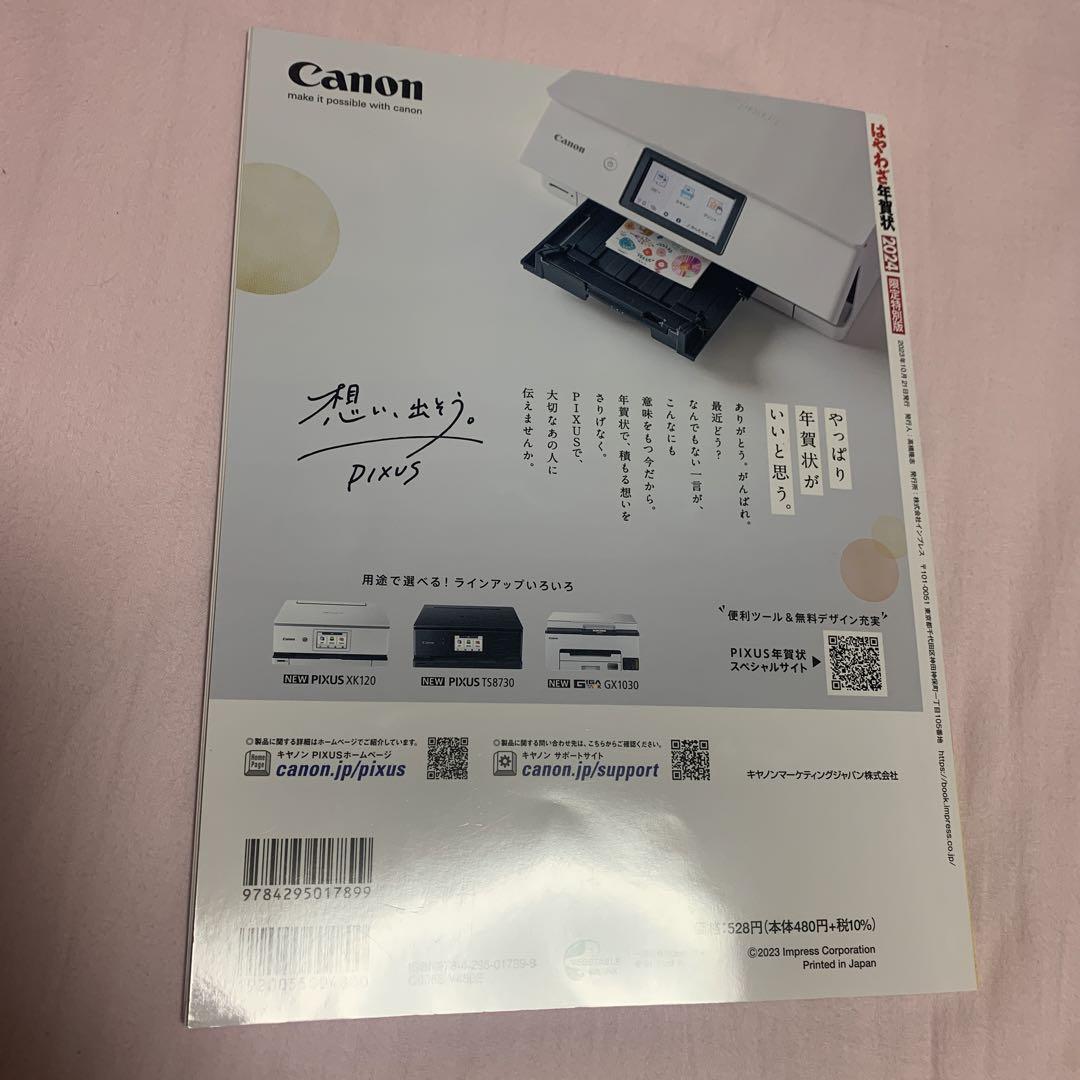 Canon
make it possible with canon
Canon
やっぱり
年賀状が
いいと思う。
ありがとう。がんばれ。
最近どう?
なんでもない一言が、
こんなにも
意味をもつ今だから。
年賀状で、積もる想いを
さりげなく。
PIXUSで、
大切なあの人に
伝えませんか。
想い、出そう。
PIXUS
用途で選べる!ラインアップいろいろ
NEW PIXUS XK120
NEW PIXUS TS8730
NEW GIGA GX1030
便利ツール&無料デザイン充実
PIXUS年賀状
スペシャルサイト
◎製品に関する詳細はホームページでご紹介しています。
Home Page
キヤノン PIXUSホームページ
canon.jp/pixus
◎製品に関する問い合わせ先は、こちらからご確認ください。
キヤノン サポートサイト
canon.jp/support
キヤノンマーケティングジャパン株式会社
9784295017899
価格:528円(本体480円+税10%)
©2023 Impress Corporation
Printed in Japan
はやわざ年賀状 2024 限定特別版
2023年10月21日発行 発行人:高橋隆志 発行所:株式会社インプレス 〒101-0051 東京都千代田区神田神保町一丁目105番地 https://book.impress.co.jp/